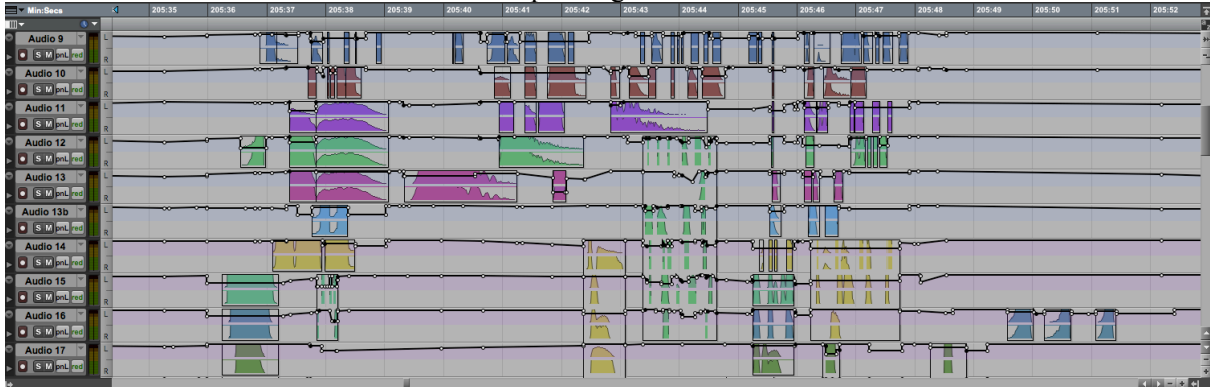 Min:Secs 205:35 205:36 205:37 205:38 205:39 205:40 205:41 205:42 205:43 205:44 205:45 205:46 205:47 205:48 205:49 205:50 205:51 205:52
Audio 9 L
S M pnL red R
Audio 10 L
S M pnL red R
Audio 11 L
S M pnL red R
Audio 12 L
S M pnL red R
Audio 13 L
S M pnL red R
Audio 13b L
S M pnL red R
Audio 14 L
S M pnL red R
Audio 15 L
S M pnL red R
Audio 16 L
S M pnL red R
Audio 17 L
S M pnL red R